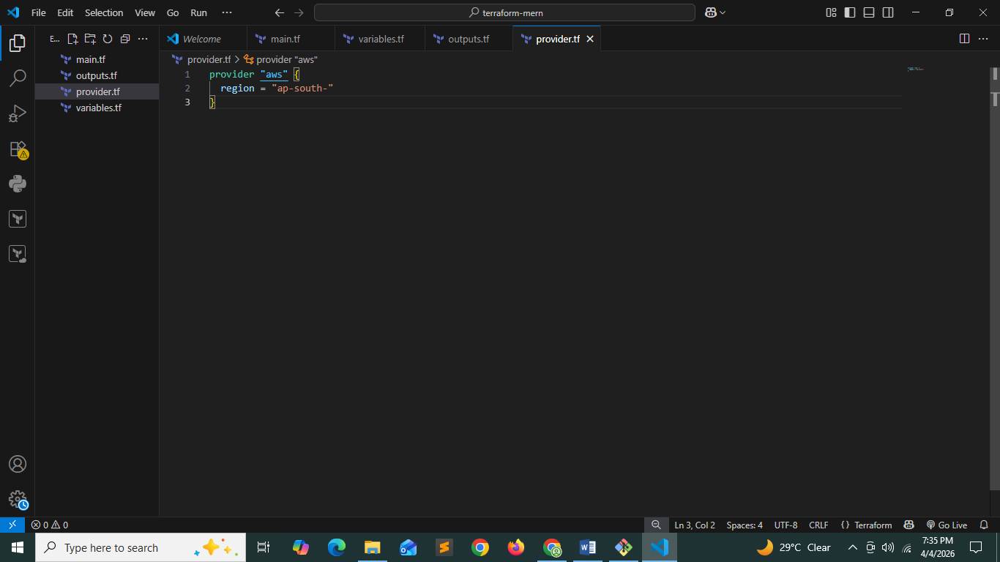 File Edit Selection View Go Run ··· terraform-mern
E... ···
Welcome main.tf variables.tf outputs.tf provider.tf ···
main.tf
outputs.tf
provider.tf
variables.tf
provider.tf > provider "aws"
1 provider "aws" {
2 region = "ap-south-"
3 }
0 0 Ln 3, Col 2 Spaces: 4 UTF-8 CRLF {} Terraform Go Live
Type here to search 29°C Clear 7:35 PM
4/4/2026